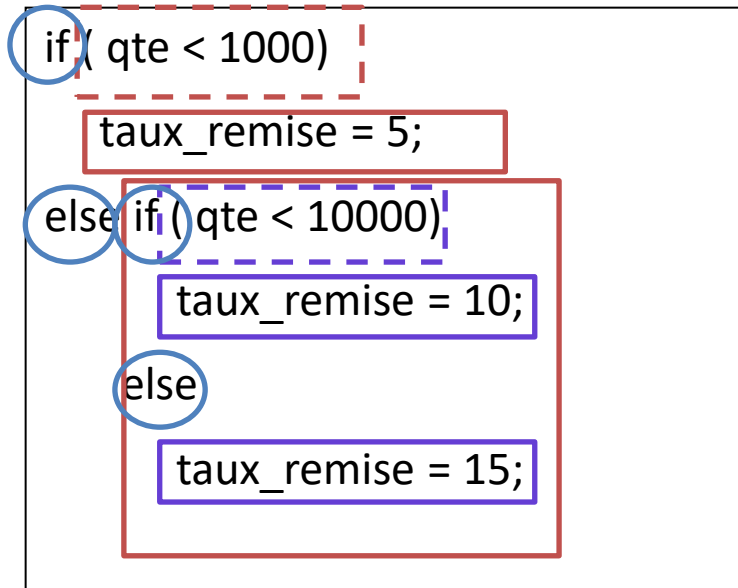 if ( qte < 1000)
taux_remise = 5;
else if ( qte < 10000)
taux_remise = 10;
else
taux_remise = 15;